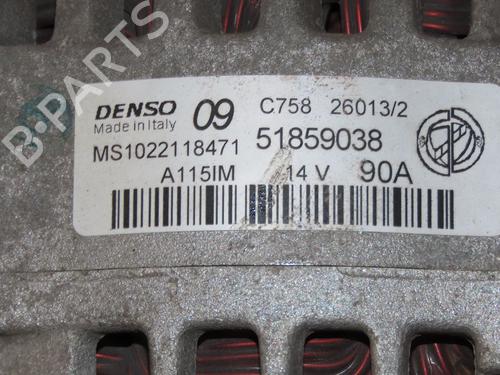 B-PARTS
DENSO 09 C758 26013/2
Made in Italy
MS1022118471 51859038
A115IM 14 V 90A